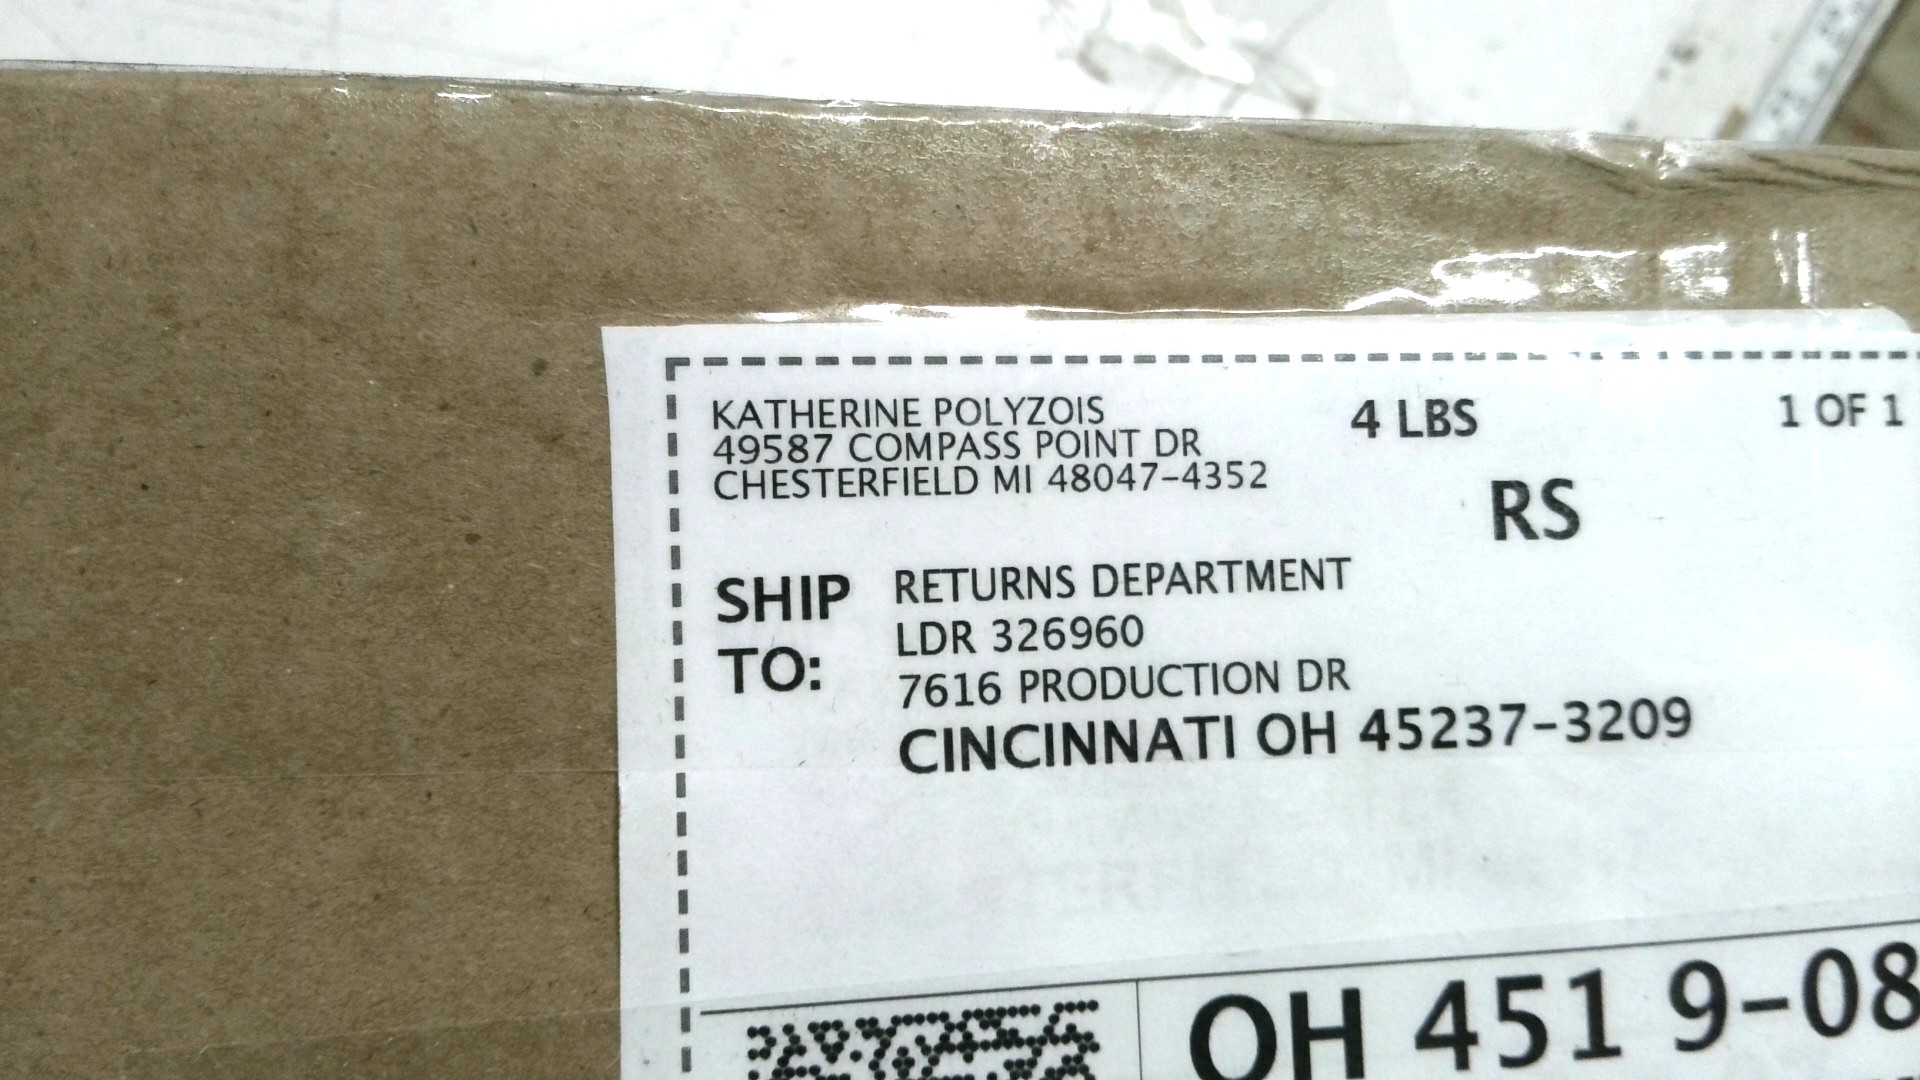 KATHERINE POLYZOIS 4 LBS 1 OF 1
49587 COMPASS POINT DR
CHESTERFIELD MI 48047-4352
RS
SHIP TO:
RETURNS DEPARTMENT
LDR 326960
7616 PRODUCTION DR
CINCINNATI OH 45237-3209
OH 451 9-08